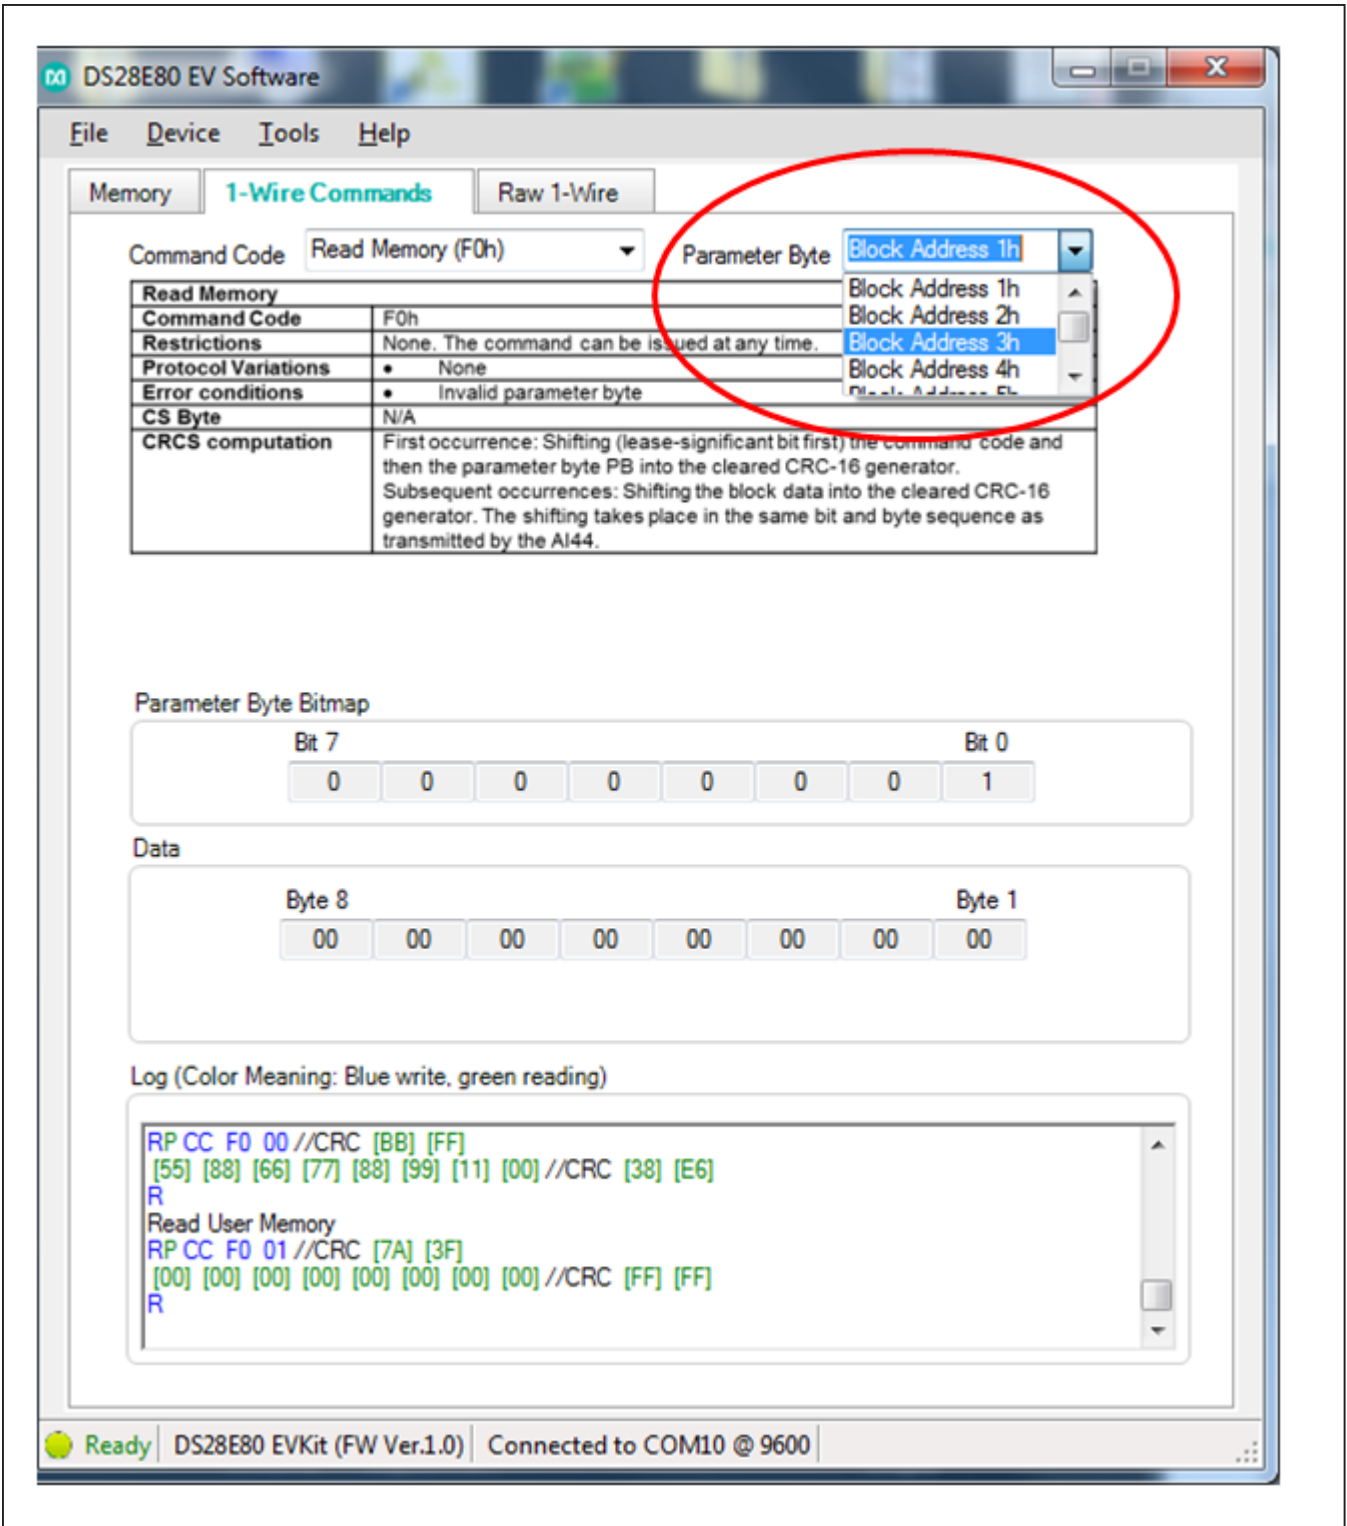 DS28E80 EV Software
File Device Tools Help
Memory 1-Wire Commands Raw 1-Wire
Command Code Read Memory (F0h) Parameter Byte Block Address 1h
Block Address 1h
Block Address 2h
Block Address 3h
Block Address 4h
Block Address 5h
Read Memory
Command Code F0h
Restrictions None. The command can be issued at any time.
Protocol Variations • None
Error conditions • Invalid parameter byte
CS Byte N/A
CRCS computation First occurrence: Shifting (lease-significant bit first) the command code and
then the parameter byte PB into the cleared CRC-16 generator.
Subsequent occurrences: Shifting the block data into the cleared CRC-16
generator. The shifting takes place in the same bit and byte sequence as
transmitted by the AI44.
Parameter Byte Bitmap
Bit 7 Bit 0
0 0 0 0 0 0 0 1
Data
Byte 8 Byte 1
00 00 00 00 00 00 00 00
Log (Color Meaning: Blue write, green reading)
RP CC F0 00 //CRC [BB] [FF]
[55] [88] [66] [77] [88] [99] [11] [00] //CRC [38] [E6]
R
Read User Memory
RP CC F0 01 //CRC [7A] [3F]
[00] [00] [00] [00] [00] [00] [00] [00] //CRC [FF] [FF]
R
Ready DS28E80 EVKit (FW Ver.1.0) Connected to COM10 @ 9600